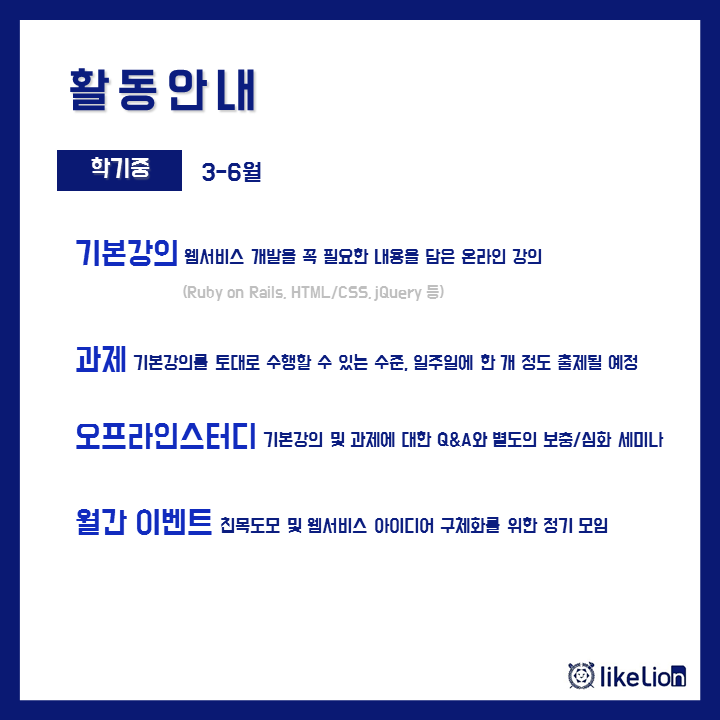 활동안내
학기중 3-6월
기본강의 웹서비스 개발을 꼭 필요한 내용을 담은 온라인 강의
(Ruby on Rails, HTML/CSS, jQuery 등)
과제 기본강의를 토대로 수행할 수 있는 수준, 일주일에 한 개 정도 출제될 예정
오프라인스터디 기본강의 및 과제에 대한 Q&A와 별도의 보충/심화 세미나
월간 이벤트 친목도모 및 웹서비스 아이디어 구체화를 위한 정기 모임
likeLion